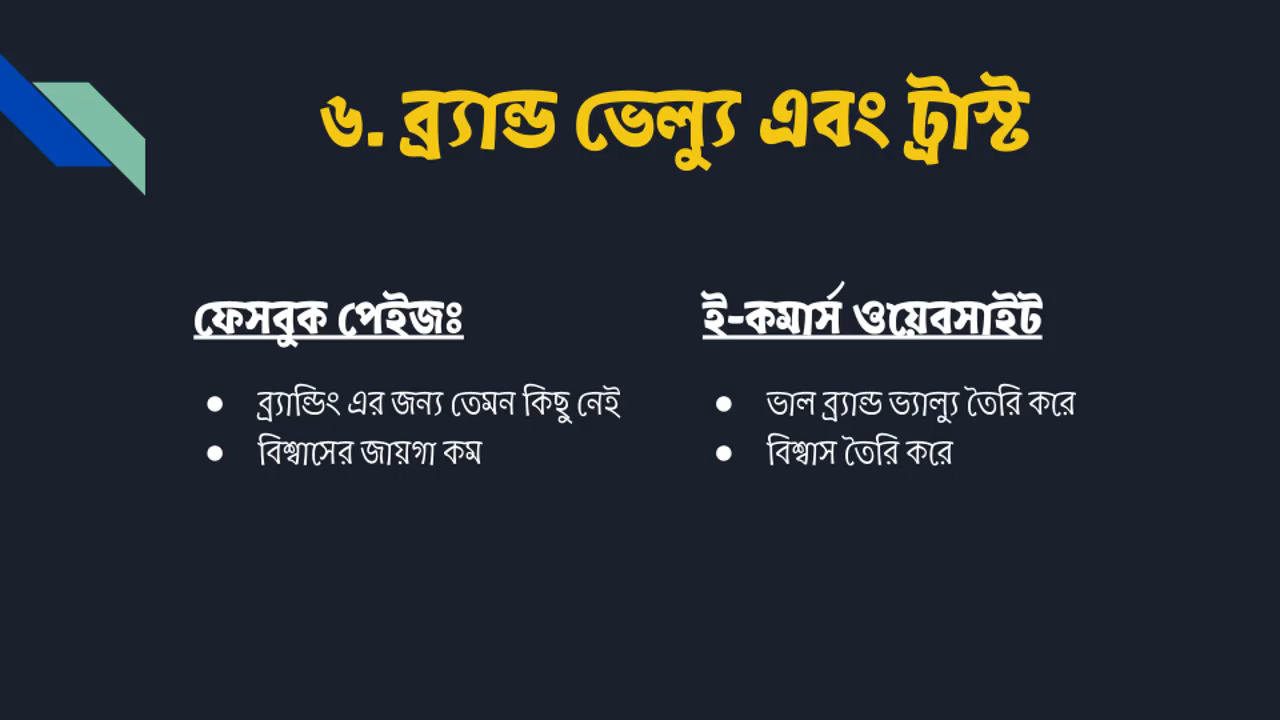 ৬. ব্র্যান্ড ভেল্যু এবং ট্রাস্ট
ফেসবুক পেইজঃ
ব্র্যান্ডিং এর জন্য তেমন কিছু নেই
বিশ্বাসের জায়গা কম
ই-কমার্স ওয়েবসাইট
ভাল ব্র্যান্ড ভ্যাল্যু তৈরি করে
বিশ্বাস তৈরি করে